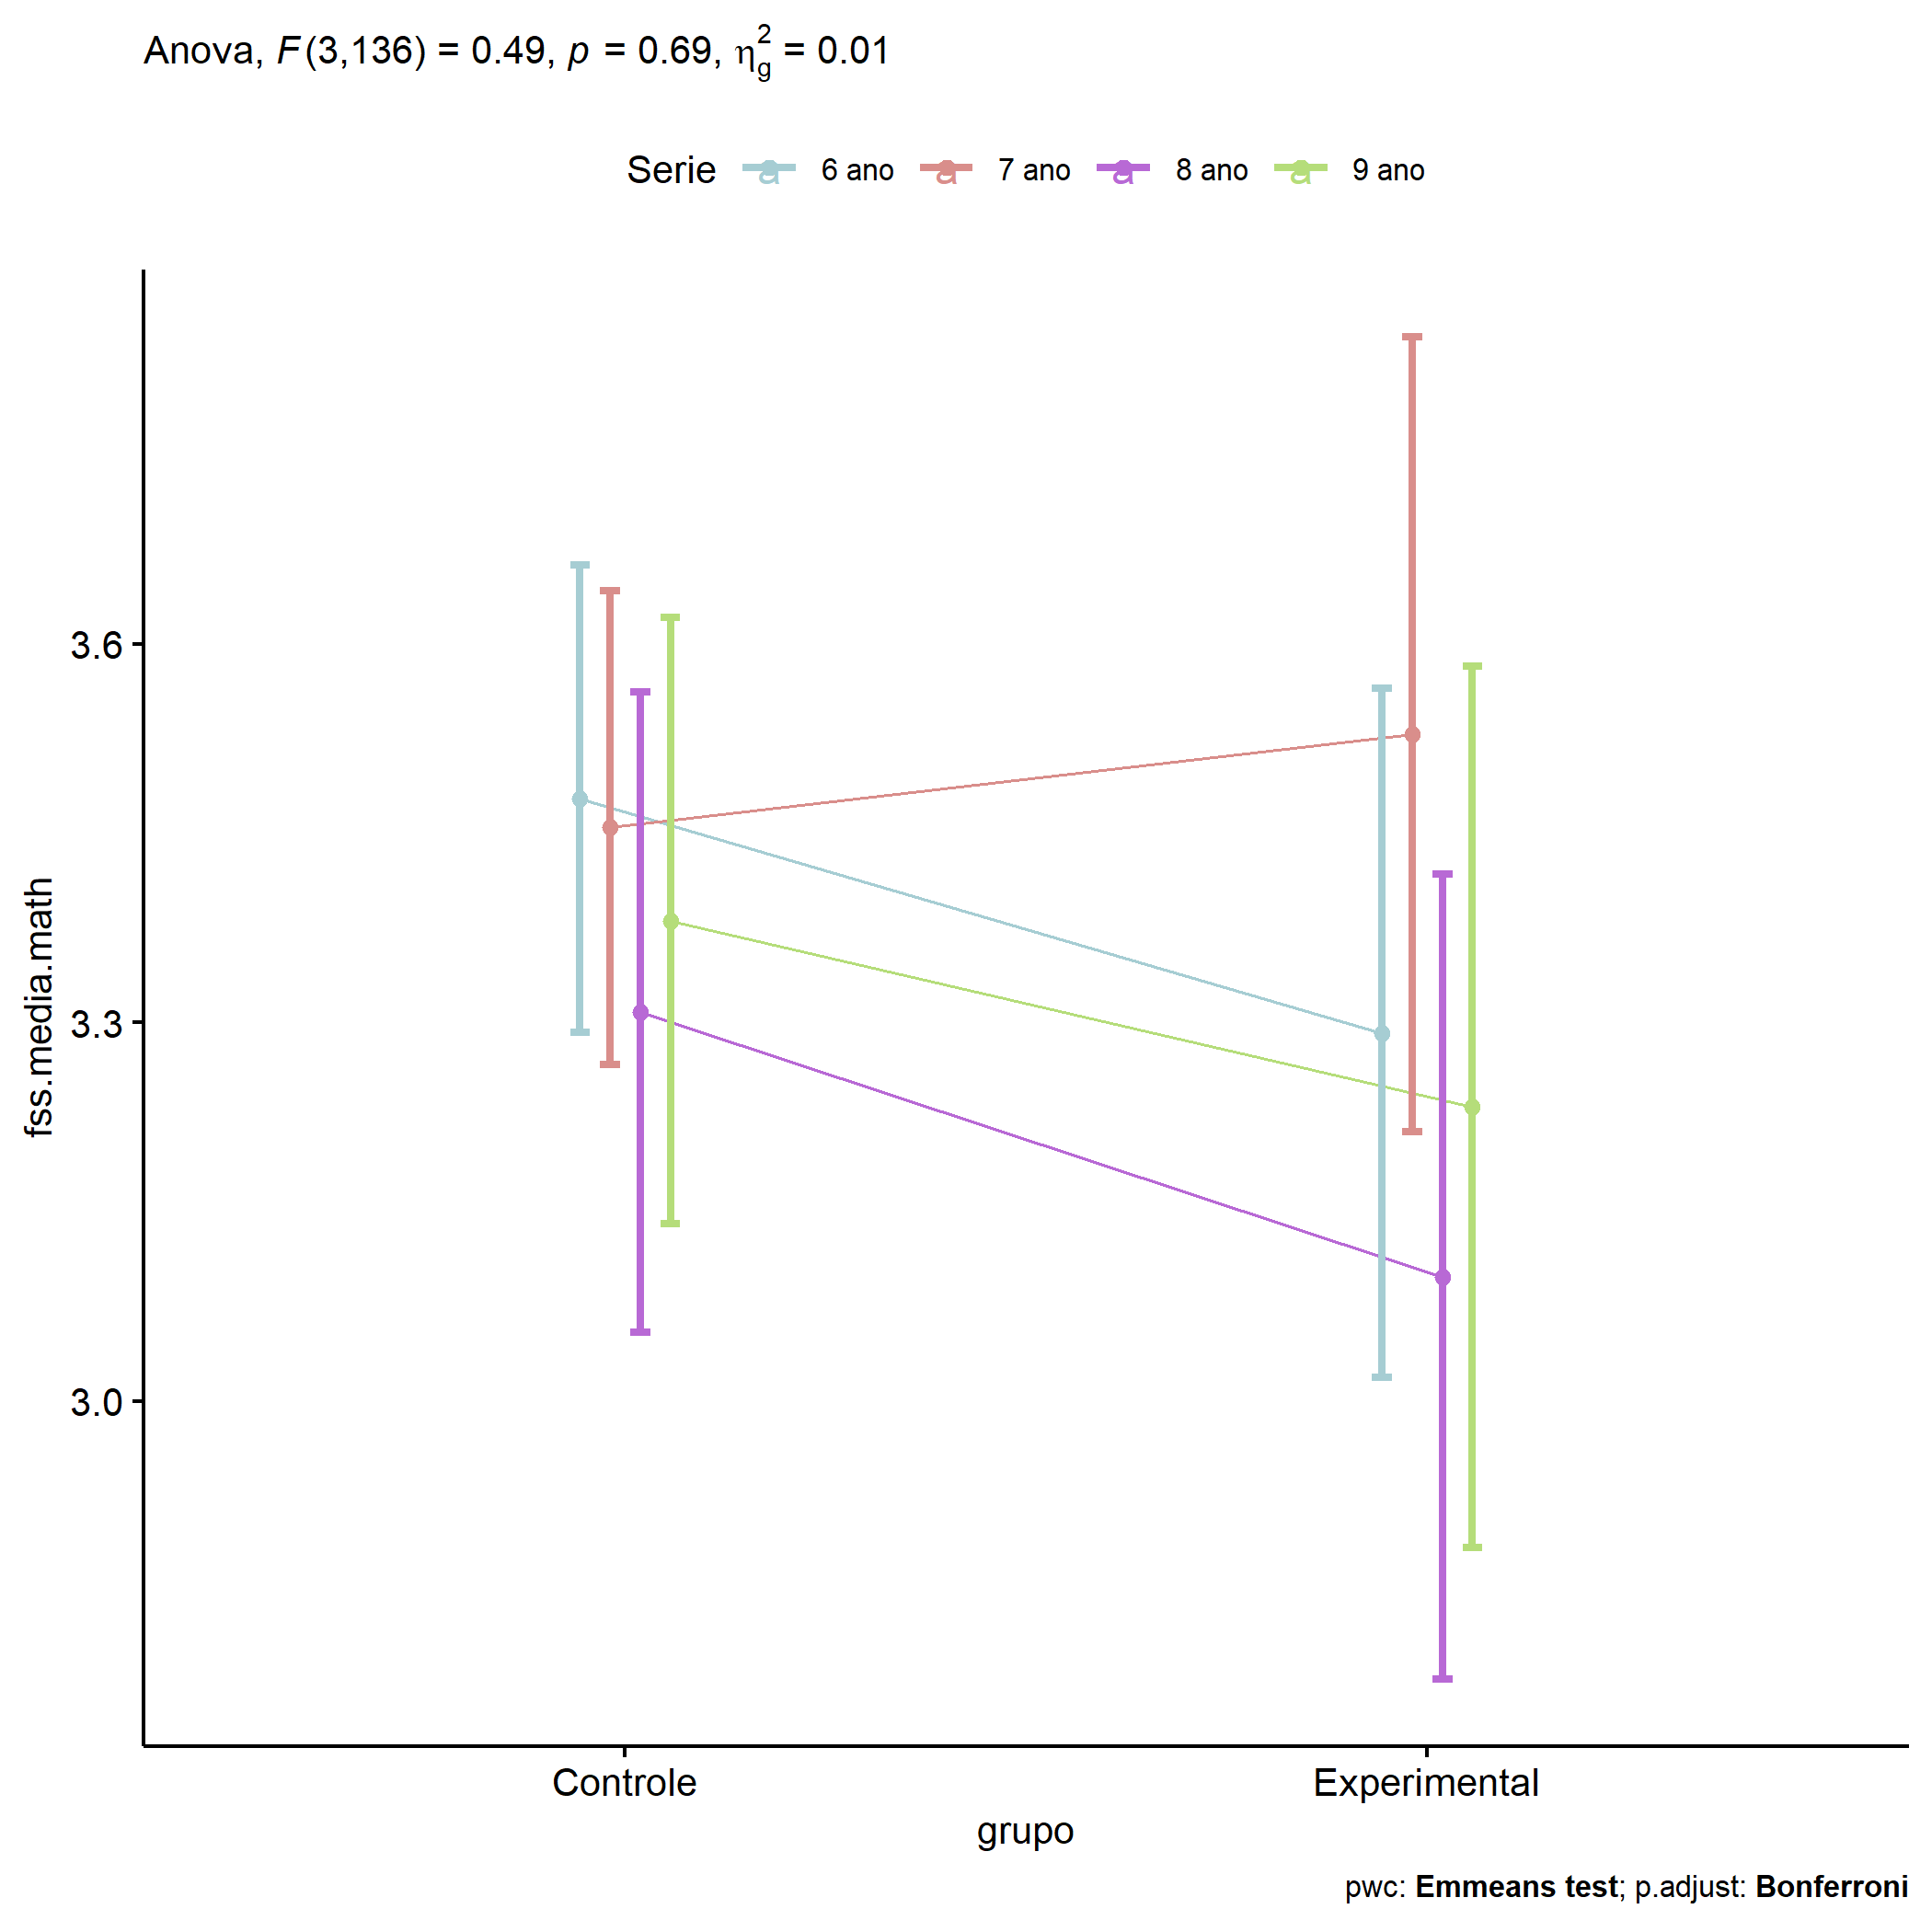 Anova, F(3,136) = 0.49, p = 0.69, η²g = 0.01
Serie a 6 ano a 7 ano a 8 ano a 9 ano
3.6
3.3
3.0
fss.media.math
Controle Experimental
grupo
pwc: Emmeans test; p.adjust: Bonferroni